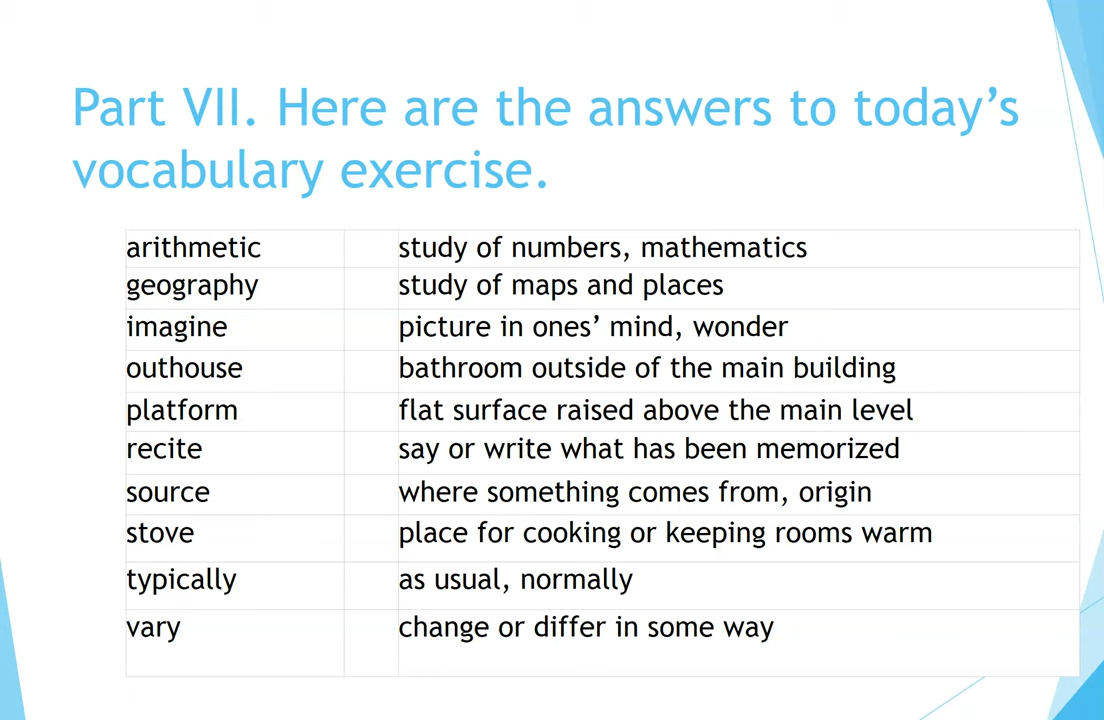 Part VII. Here are the answers to today’s
vocabulary exercise.
arithmetic study of numbers, mathematics
geography study of maps and places
imagine picture in ones’ mind, wonder
outhouse bathroom outside of the main building
platform flat surface raised above the main level
recite say or write what has been memorized
source where something comes from, origin
stove place for cooking or keeping rooms warm
typically as usual, normally
vary change or differ in some way